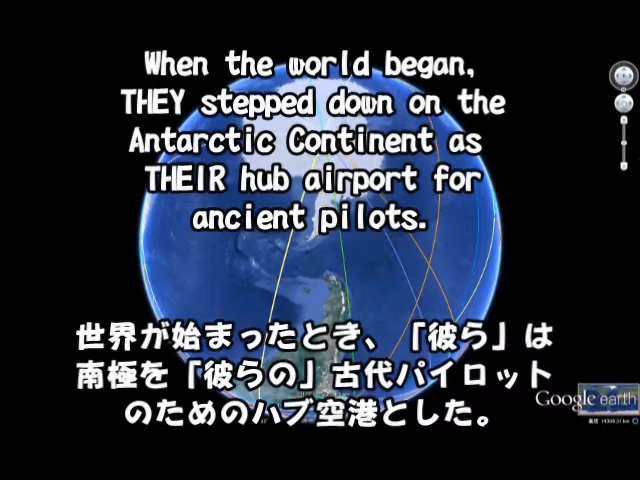 When the world began,
THEY stepped down on the
Antarctic Continent as
THEIR hub airport for
ancient pilots.
世界が始まったとき、「彼ら」は
南極を「彼らの」古代パイロット
のためのハブ空港とした。
Google earth